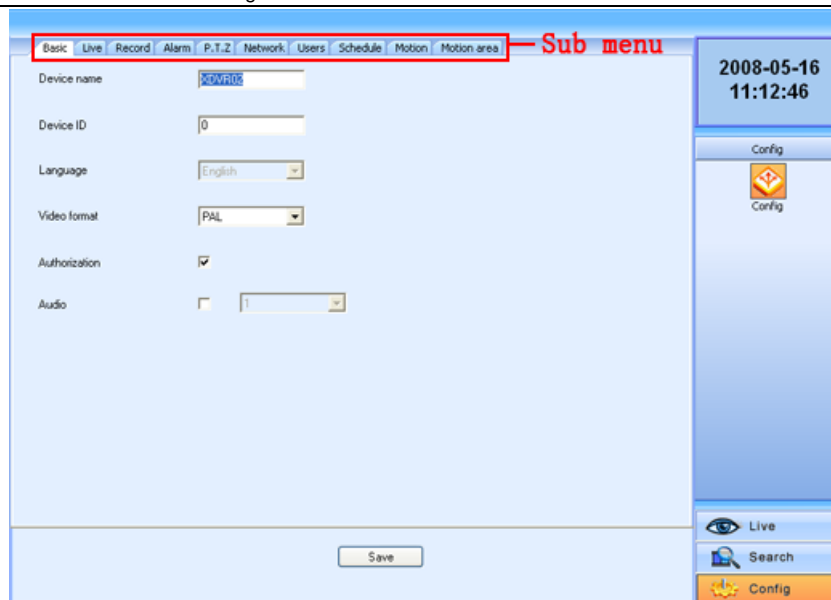 Basic Live Record Alarm P.T.Z Network Users Schedule Motion Motion area
Sub menu
Device name XDVR02
Device ID 0
Language English
Video format PAL
Authorization
Audio 1
Save
2008-05-16
11:12:46
Config
Config
Live
Search
Config